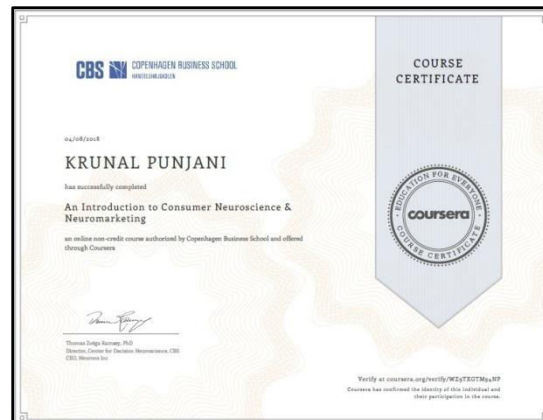 CBS COPENHAGEN BUSINESS SCHOOL
HANDELSHØJSKOLEN
COURSE
CERTIFICATE
04/08/2018
KRUNAL PUNJANI
has successfully completed
An Introduction to Consumer Neuroscience &
Neuromarketing
an online non-credit course authorized by Copenhagen Business School and offered
through Coursera
EDUCATION FOR EVERYONE
coursera
COURSE CERTIFICATE
Thomas Zoëga Ramsøy, PhD
Director, Center for Decision Neuroscience, CBS
CEO, Neurons Inc
Verify at coursera.org/verify/
Coursera has confirmed the identity of this individual and
their participation in the course.